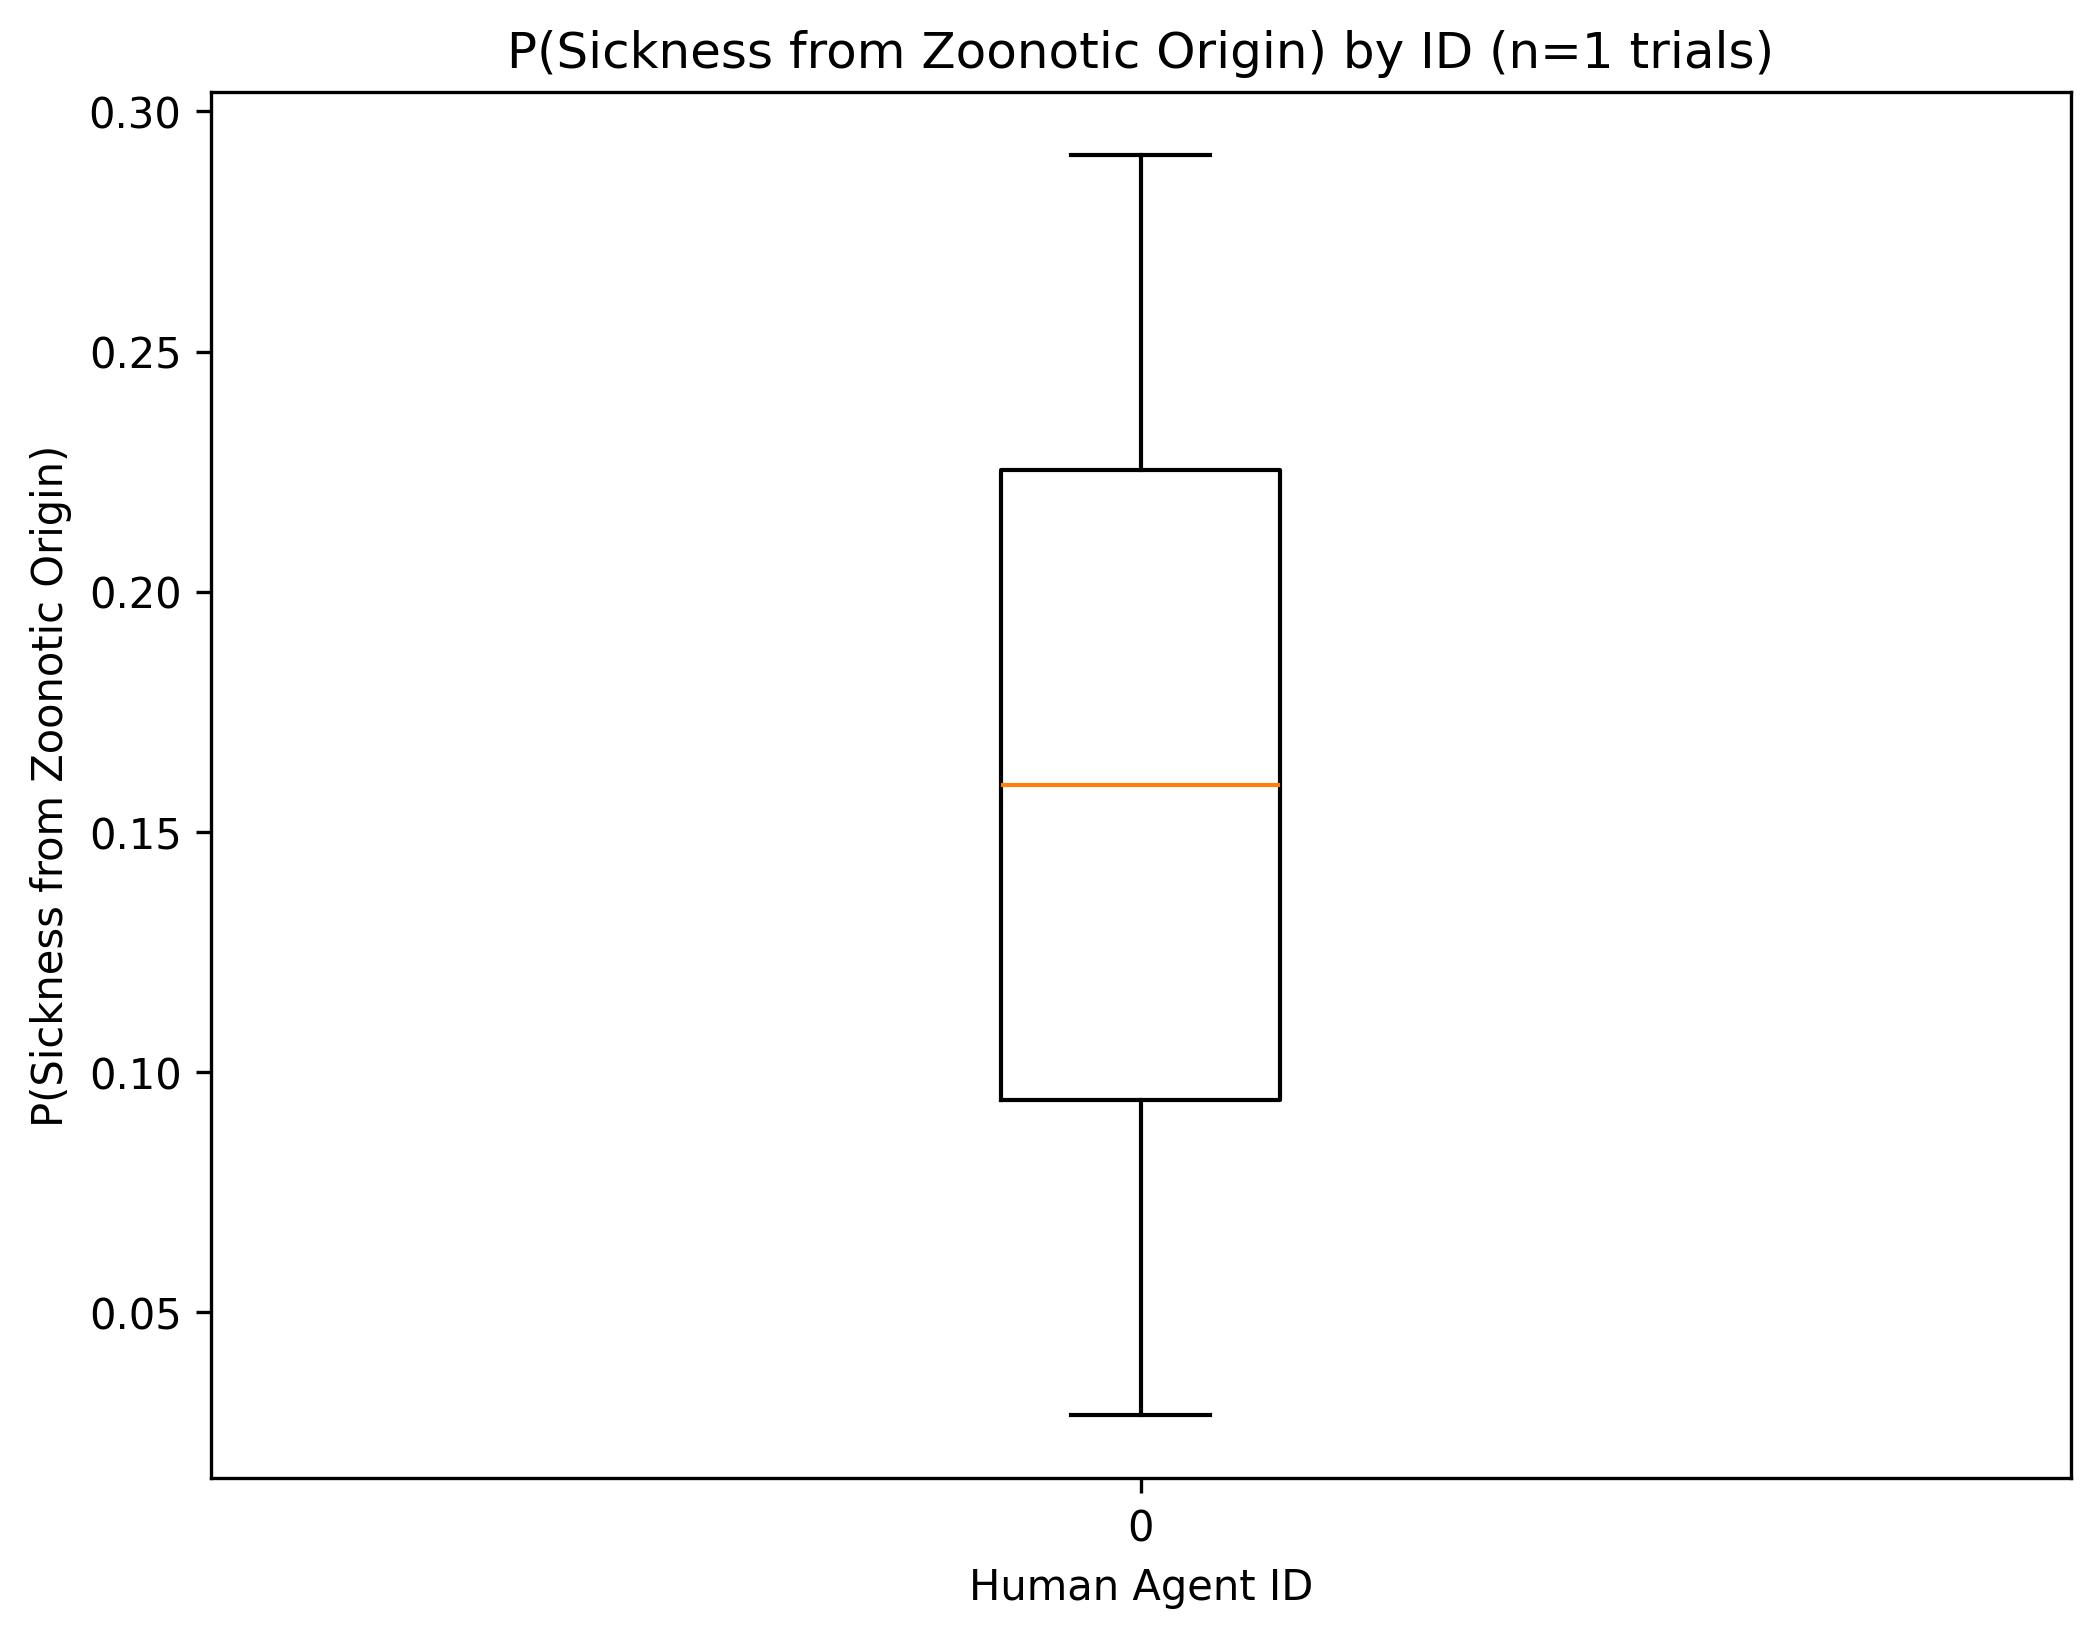 P(Sickness from Zoonotic Origin) by ID (n=1 trials)
P(Sickness from Zoonotic Origin)
0.30
0.25
0.20
0.15
0.10
0.05
0
Human Agent ID